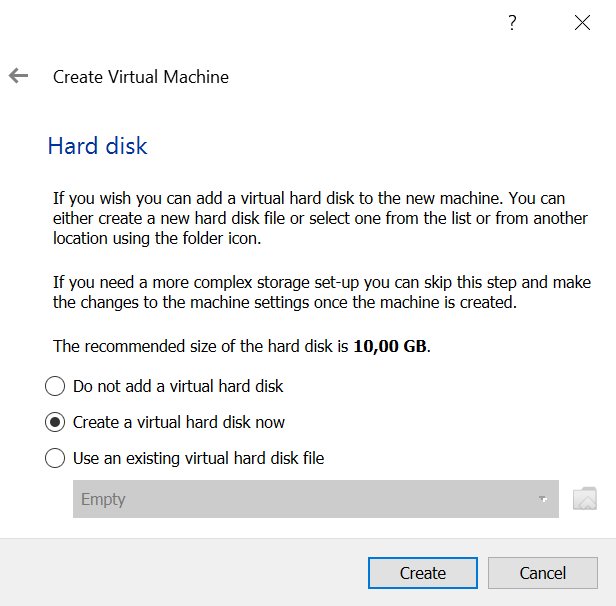 ?
Create Virtual Machine
Hard disk
If you wish you can add a virtual hard disk to the new machine. You can
either create a new hard disk file or select one from the list or from another
location using the folder icon.
If you need a more complex storage set-up you can skip this step and make
the changes to the machine settings once the machine is created.
The recommended size of the hard disk is 10,00 GB.
Do not add a virtual hard disk
Create a virtual hard disk now
Use an existing virtual hard disk file
Empty
Create Cancel